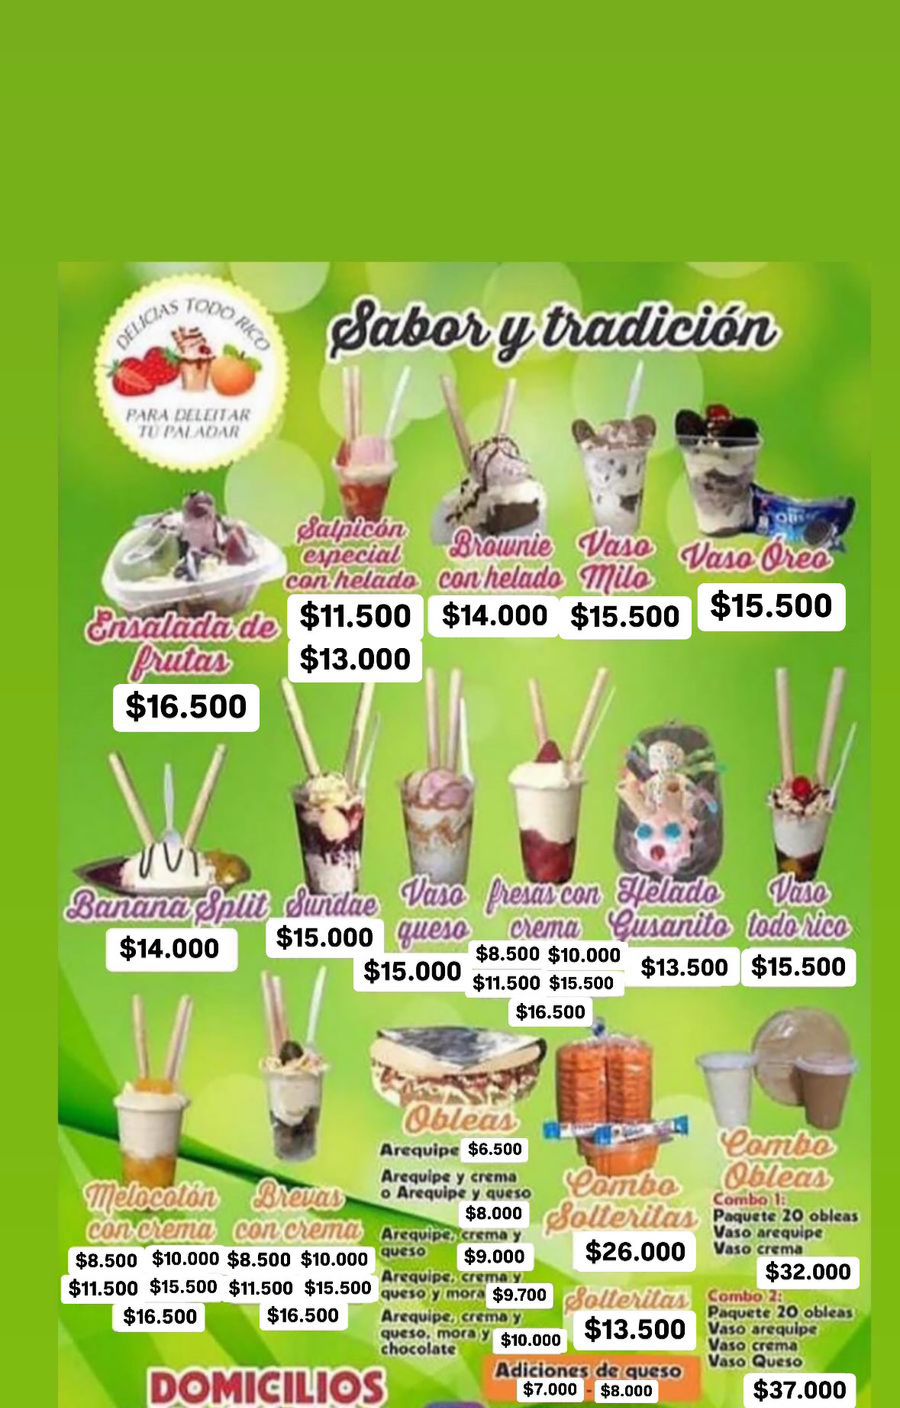 DELICIAS TODO RICO
PARA DELEITAR
TÚ PALADAR
Sabor y tradición
Salpicón
especial
con helado
$11.500
$13.000
Brownie
con helado
$14.000
Vaso
Milo
$15.500
Vaso Óreo
$15.500
Ensalada de
frutas
$16.500
Banana Split
$14.000
Sundae
$15.000
Vaso
queso
$15.000
fresas con
crema
$8.500 $10.000
$11.500 $15.500
$16.500
Helado
Gusanito
$13.500
Vaso
todo rico
$15.500
Melocotón
con crema
$8.500 $10.000
$11.500 $15.500
$16.500
Brevas
con crema
$8.500 $10.000
$11.500 $15.500
$16.500
Obleas
Arequipe $6.500
Arequipe y crema
o Arequipe y queso
$8.000
Arequipe, crema y
queso $9.000
Arequipe, crema y
queso y mora $9.700
Arequipe, crema y
queso, mora y $10.000
chocolate
Combo
Solteritas
$26.000
Solteritas
$13.500
Adiciones de queso
$7.000 - $8.000
Combo
Obleas
Combo 1:
Paquete 20 obleas
Vaso arequipe
Vaso crema
$32.000
Combo 2:
Paquete 20 obleas
Vaso arequipe
Vaso crema
Vaso Queso
$37.000
DOMICILIOS